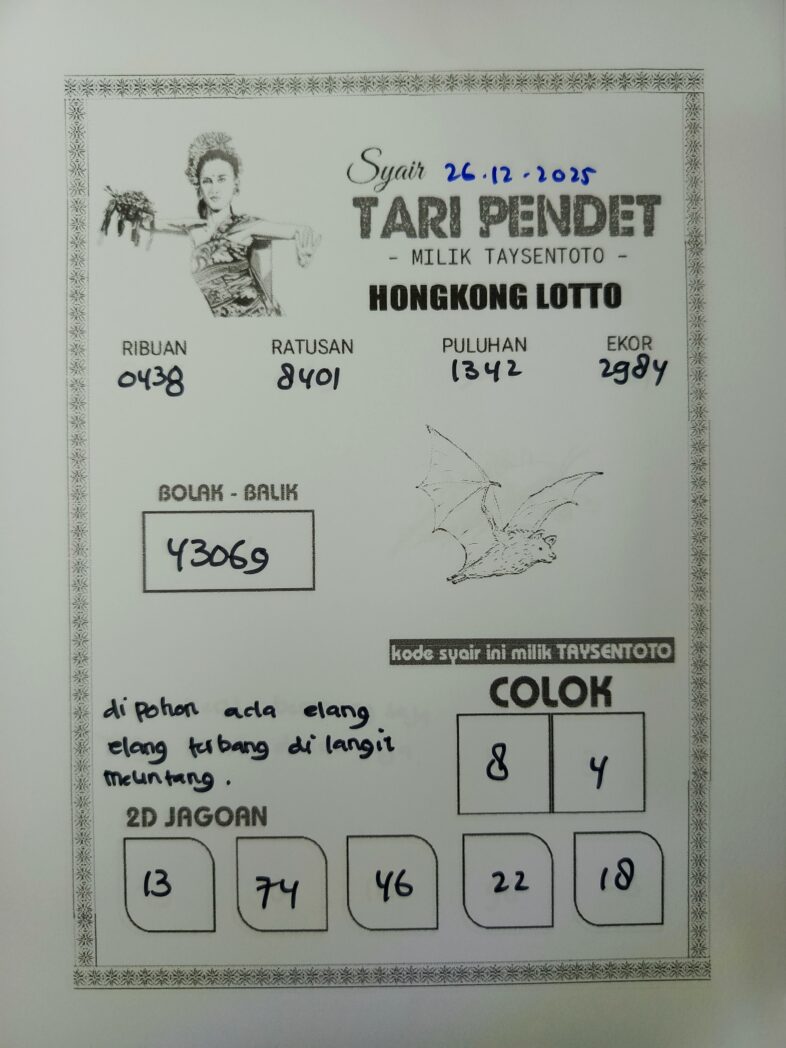 Syair 26.12.2025
TARI PENDET
- MILIK TAYSENTOTO -
HONGKONG LOTTO
RIBUAN RATUSAN PULUHAN EKOR
0438 8401 1342 2984
BOLAK - BALIK
43069
kode syair ini milik TAYSENTOTO
COLOK
8 4
di pohon ada elang
elang terbang di langit
meluntang.
2D JAGOAN
13 74 46 22 18